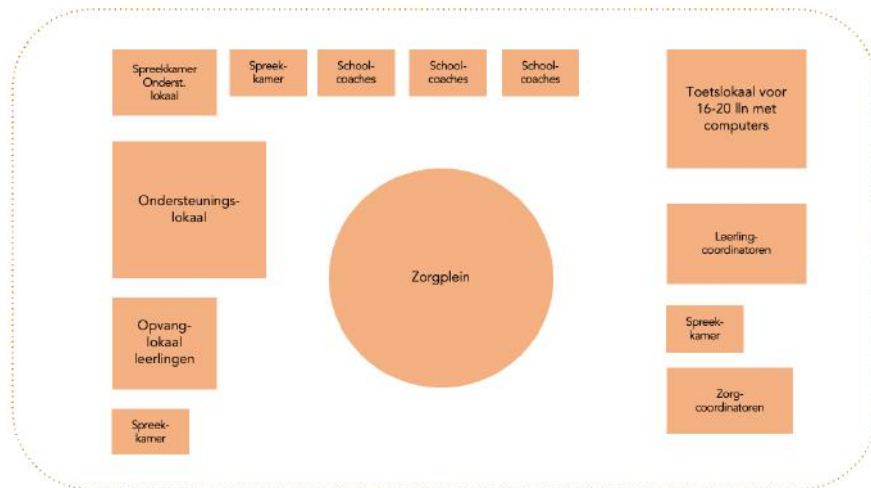 Spreekkamer
Onderst.
lokaal
Spreek-
kamer
School-
coaches
School-
coaches
School-
coaches
Toetslokaal voor
16-20 lln met
computers
Ondersteunings-
lokaal
Zorgplein
Leerling-
coordinatoren
Opvang-
lokaal
leerlingen
Spreek-
kamer
Zorg-
coordinatoren
Spreek-
kamer